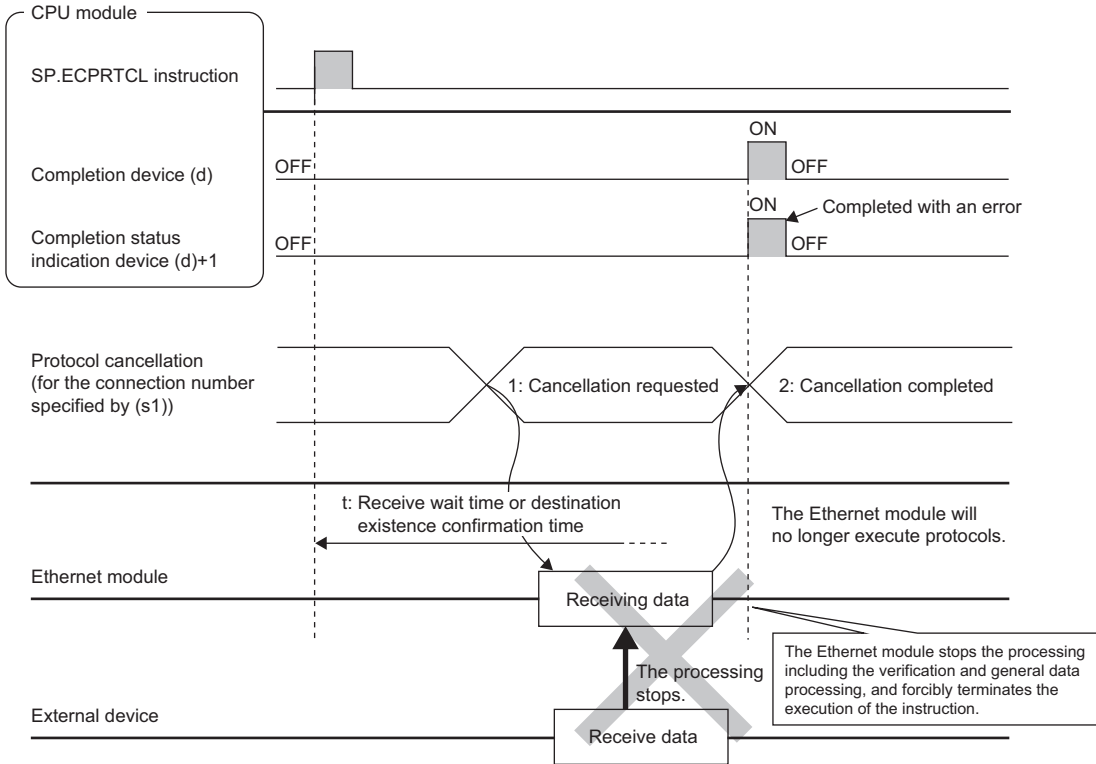 CPU module
SP.ECPRTCL instruction
ON
Completion device (d)
OFF
OFF
ON
Completed with an error
Completion status
indication device (d)+1
OFF
OFF
Protocol cancellation
(for the connection number
specified by (s1))
1: Cancellation requested
2: Cancellation completed
t: Receive wait time or destination
existence confirmation time
The Ethernet module will
no longer execute protocols.
Ethernet module
Receiving data
The processing
stops.
The Ethernet module stops the processing
including the verification and general data
processing, and forcibly terminates the
execution of the instruction.
External device
Receive data